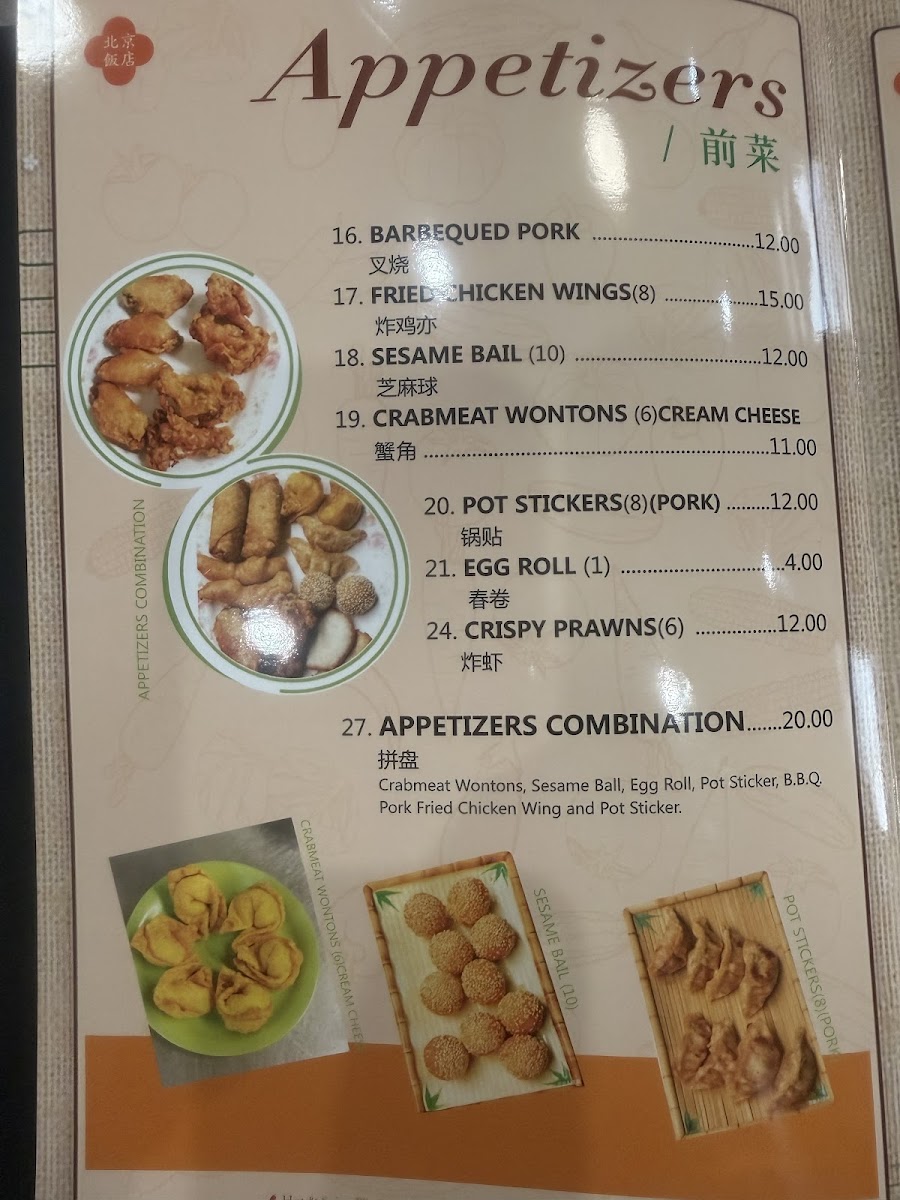 北京
飯店
Appetizers
/ 前菜
16. BARBEQUED PORK ..............................12.00
叉烧
17. FRIED CHICKEN WINGS(8) .................15.00
炸鸡亦
18. SESAME BAIL (10) ..................................12.00
芝麻球
19. CRABMEAT WONTONS (6)CREAM CHEESE
蟹角 ...............................................................11.00
20. POT STICKERS(8)(PORK) .........12.00
锅贴
21. EGG ROLL (1) ..............................4.00
春卷
24. CRISPY PRAWNS(6) ...............12.00
炸虾
27. APPETIZERS COMBINATION.......20.00
拼盘
Crabmeat Wontons, Sesame Ball, Egg Roll, Pot Sticker, B.B.Q.
Pork Fried Chicken Wing and Pot Sticker.
APPETIZERS COMBINATION
CRABMEAT WONTONS (6)CREAM CHEE
SESAME BAIL (10)
POT STICKERS(8)(PORK